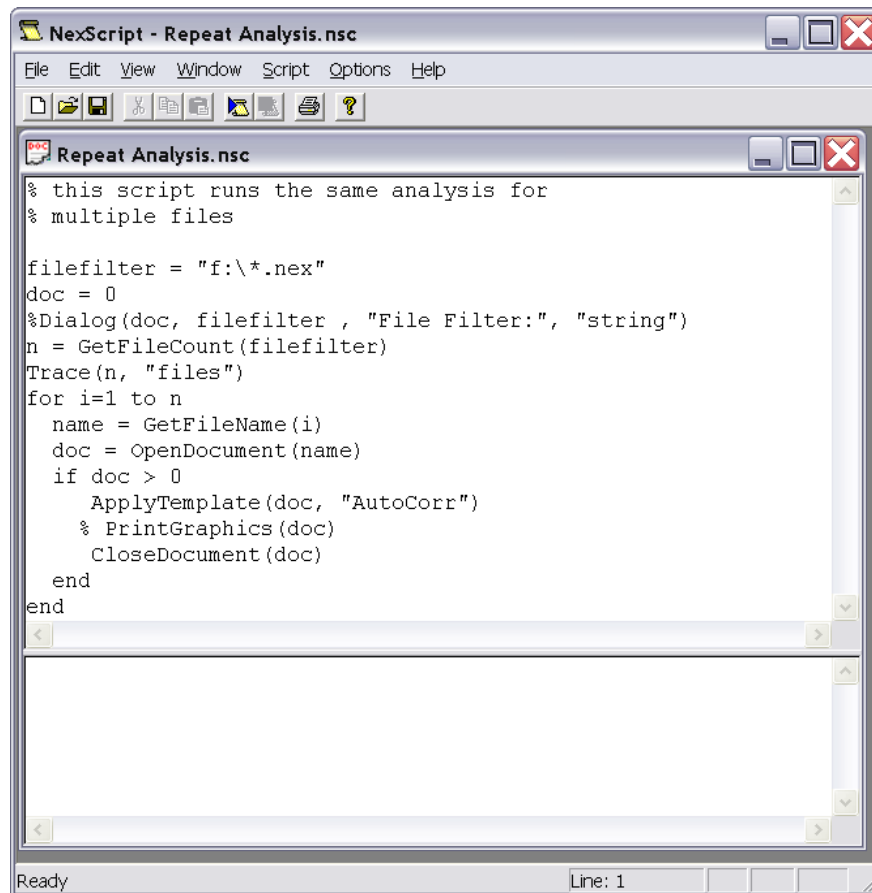 NexScript - Repeat Analysis.nsc
File Edit View Window Script Options Help
DOC Repeat Analysis.nsc
% this script runs the same analysis for
% multiple files
filefilter = "f:\*.nex"
doc = 0
%Dialog(doc, filefilter , "File Filter:", "string")
n = GetFileCount(filefilter)
Trace(n, "files")
for i=1 to n
  name = GetFileName(i)
  doc = OpenDocument(name)
  if doc > 0
     ApplyTemplate(doc, "AutoCorr")
    % PrintGraphics(doc)
     CloseDocument(doc)
  end
end
Ready Line: 1